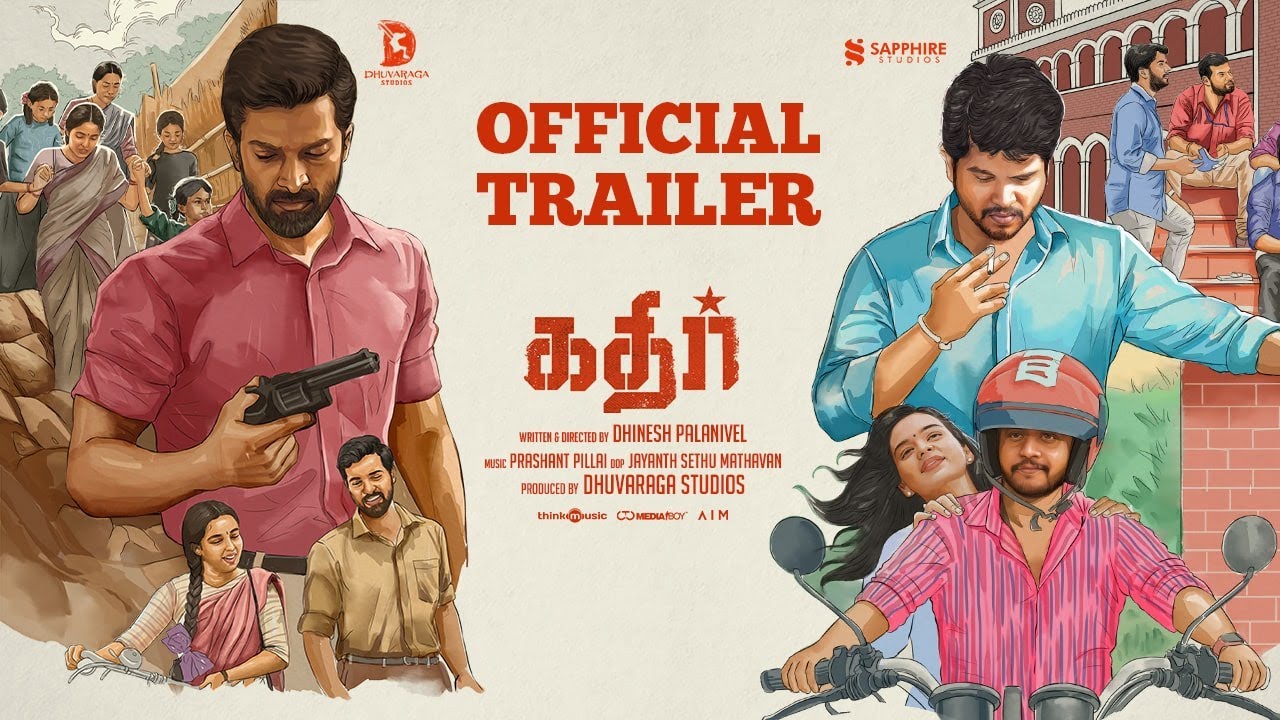 DHUVARAGA
STUDIOS
SAPPHIRE
STUDIOS
OFFICIAL
TRAILER
கதிர்
WRITTEN & DIRECTED BY DHINESH PALANIVEL
MUSIC PRASHANT PILLAI DOP JAYANTH SETHU MATHAVAN
PRODUCED BY DHUVARAGA STUDIOS
think music MEDIABOY AIM